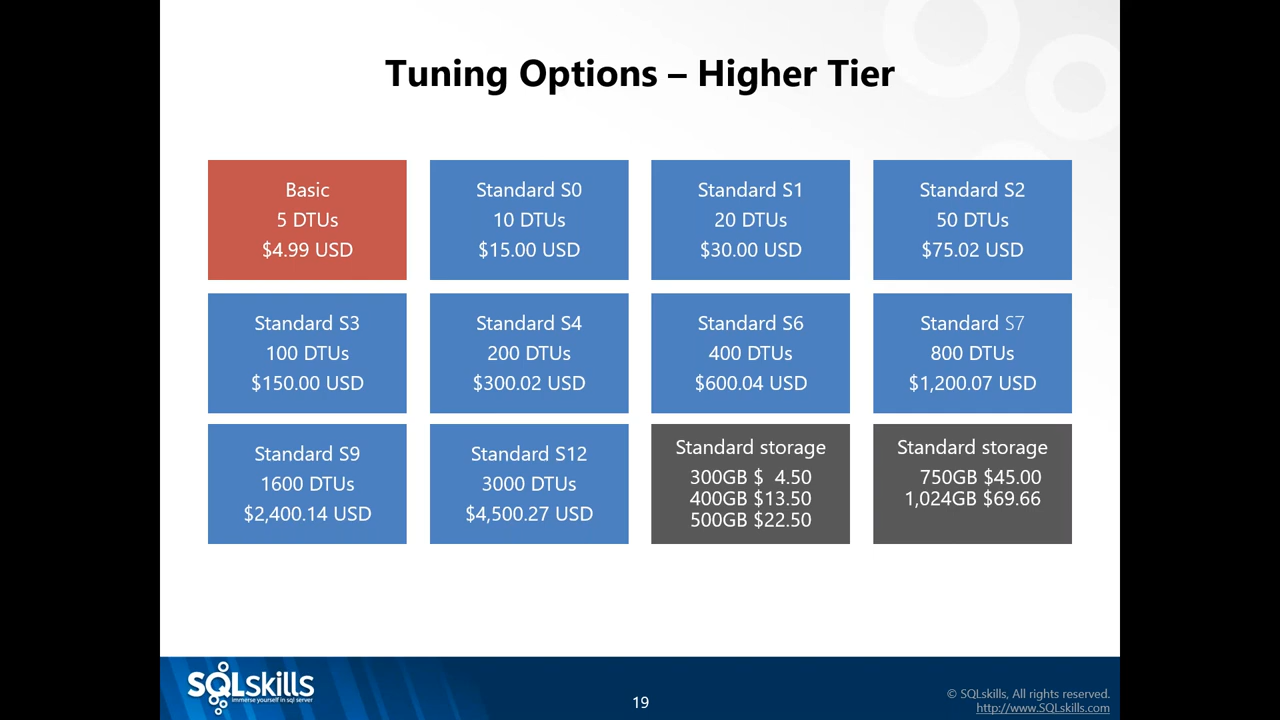 Tuning Options – Higher Tier
Basic
5 DTUs
$4.99 USD
Standard S0
10 DTUs
$15.00 USD
Standard S1
20 DTUs
$30.00 USD
Standard S2
50 DTUs
$75.02 USD
Standard S3
100 DTUs
$150.00 USD
Standard S4
200 DTUs
$300.02 USD
Standard S6
400 DTUs
$600.04 USD
Standard S7
800 DTUs
$1,200.07 USD
Standard S9
1600 DTUs
$2,400.14 USD
Standard S12
3000 DTUs
$4,500.27 USD
Standard storage
300GB $ 4.50
400GB $13.50
500GB $22.50
Standard storage
750GB $45.00
1,024GB $69.66
SQLskills
immerse yourself in sql server
19
© SQLskills, All rights reserved.
http://www.SQLskills.com